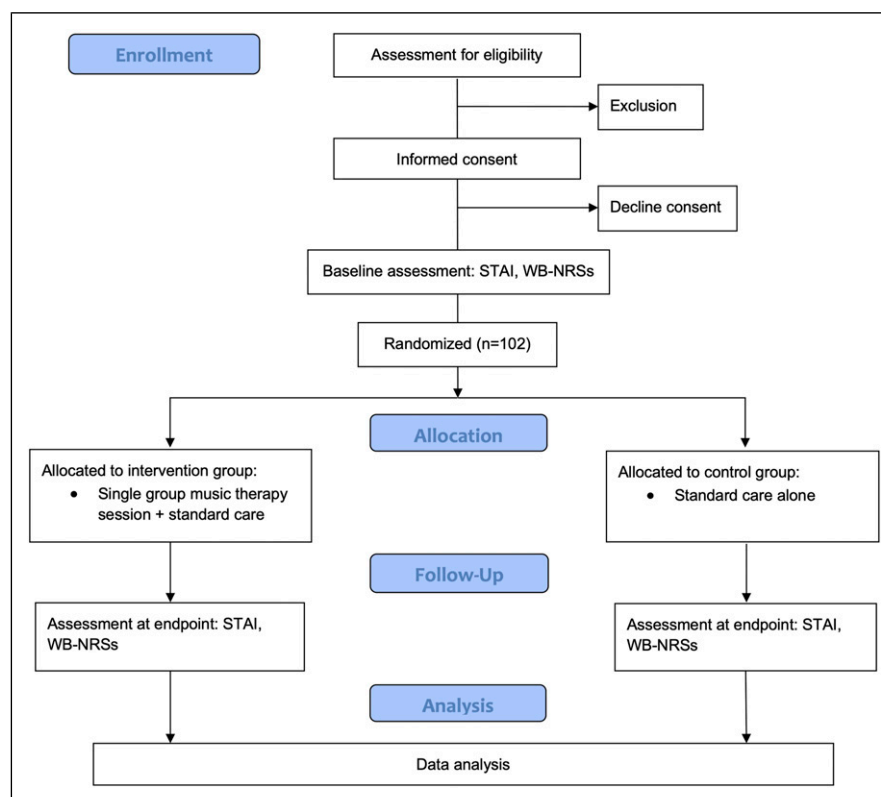 Enrollment
Assessment for eligibility
Exclusion
Informed consent
Decline consent
Baseline assessment: STAI, WB-NRSs
Randomized (n=102)
Allocation
Allocated to intervention group:
• Single group music therapy
session + standard care
Allocated to control group:
• Standard care alone
Follow-Up
Assessment at endpoint: STAI,
WB-NRSs
Assessment at endpoint: STAI,
WB-NRSs
Analysis
Data analysis